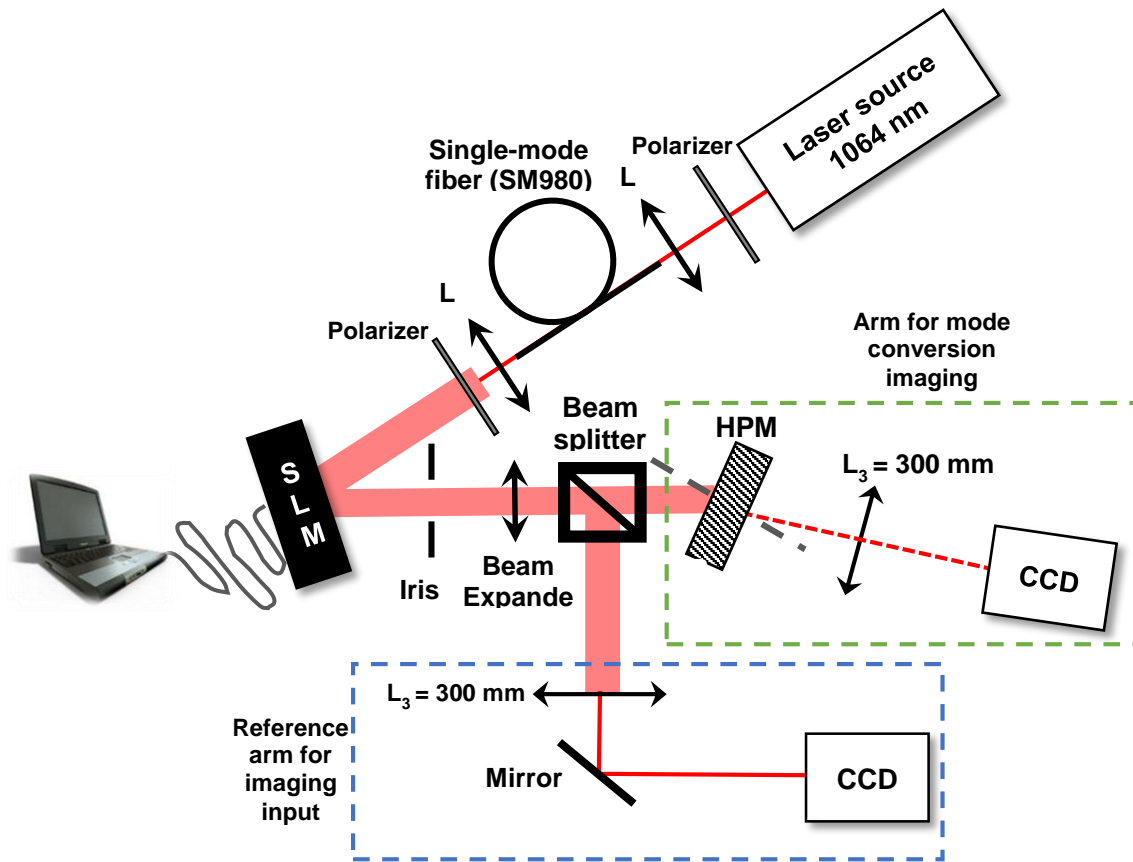 Laser source
1064 nm
Polarizer
L
Single-mode
fiber (SM980)
L
Polarizer
Arm for mode
conversion
imaging
Beam
splitter
HPM
L3 = 300 mm
SLM
CCD
Iris
Beam
Expande
L3 = 300 mm
Reference
arm for
imaging
input
Mirror
CCD